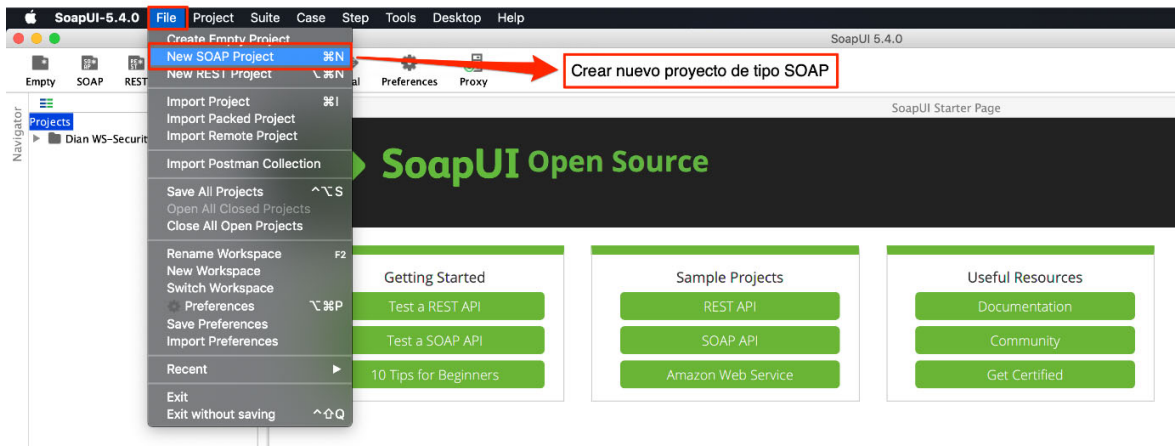 SoapUI-5.4.0 File Project Suite Case Step Tools Desktop Help
SoapUI 5.4.0
Create Empty Project
New SOAP Project ⌘N
New REST Project ⌥⌘N
Import Project ⌘I
Import Packed Project
Import Remote Project
Import Postman Collection
Save All Projects ^⌥S
Open All Closed Projects
Close All Open Projects
Rename Workspace F2
New Workspace
Switch Workspace
Preferences ⌥⌘P
Save Preferences
Import Preferences
Recent
Exit
Exit without saving ^⇧Q
Empty SOAP REST al Preferences Proxy
Crear nuevo proyecto de tipo SOAP
Navigator
Projects
Dian WS-Securit
SoapUI Starter Page
SoapUI Open Source
Getting Started
Test a REST API
Test a SOAP API
10 Tips for Beginners
Sample Projects
REST API
SOAP API
Amazon Web Service
Useful Resources
Documentation
Community
Get Certified